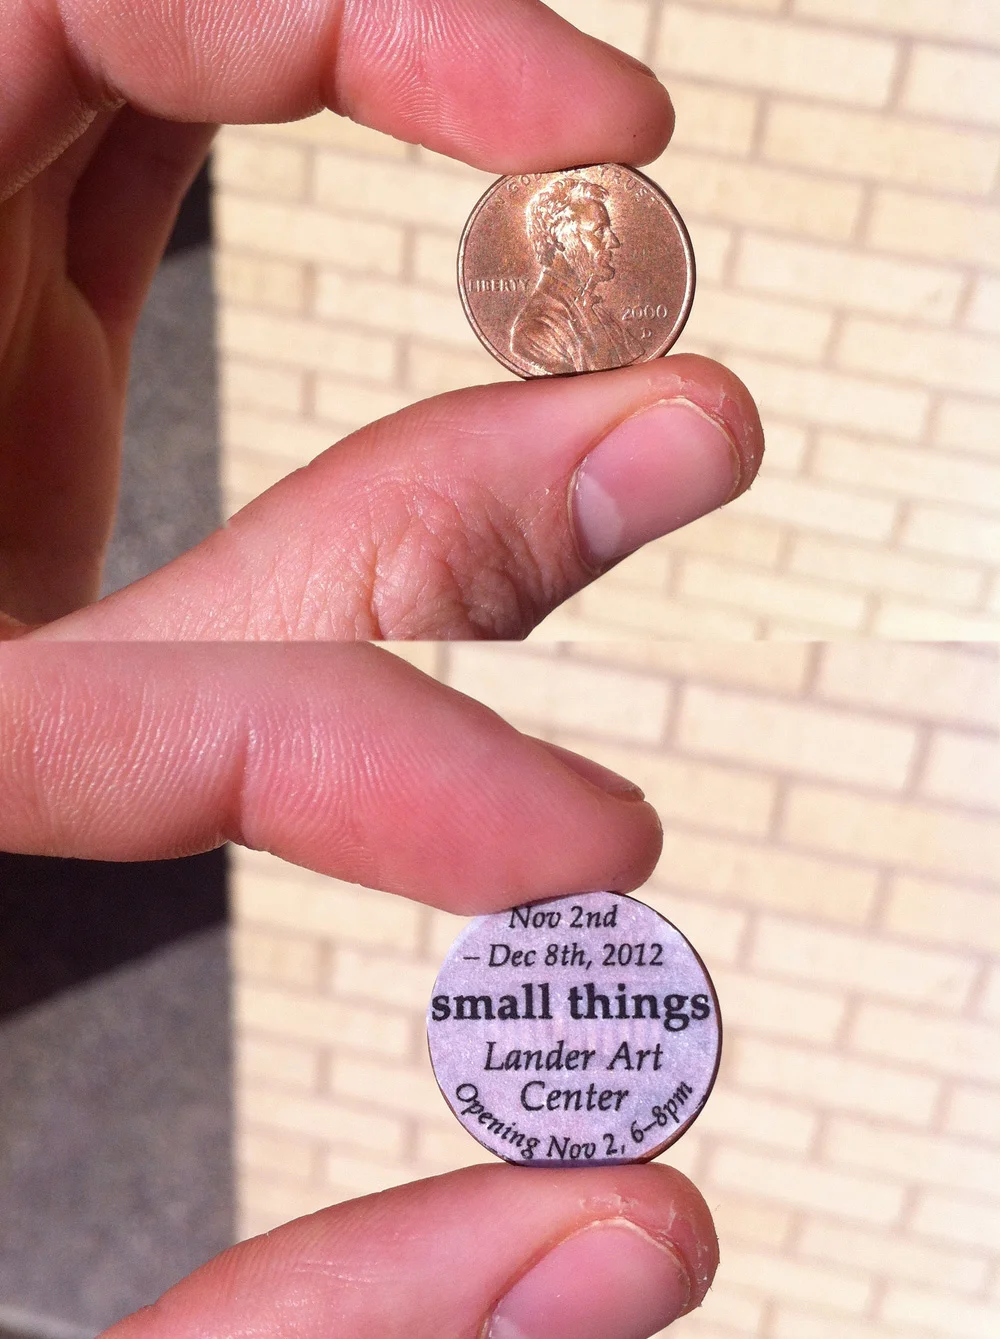 LIBERTY
2000
D
Nov 2nd
– Dec 8th, 2012
small things
Lander Art
Center
Opening Nov 2, 6–8pm